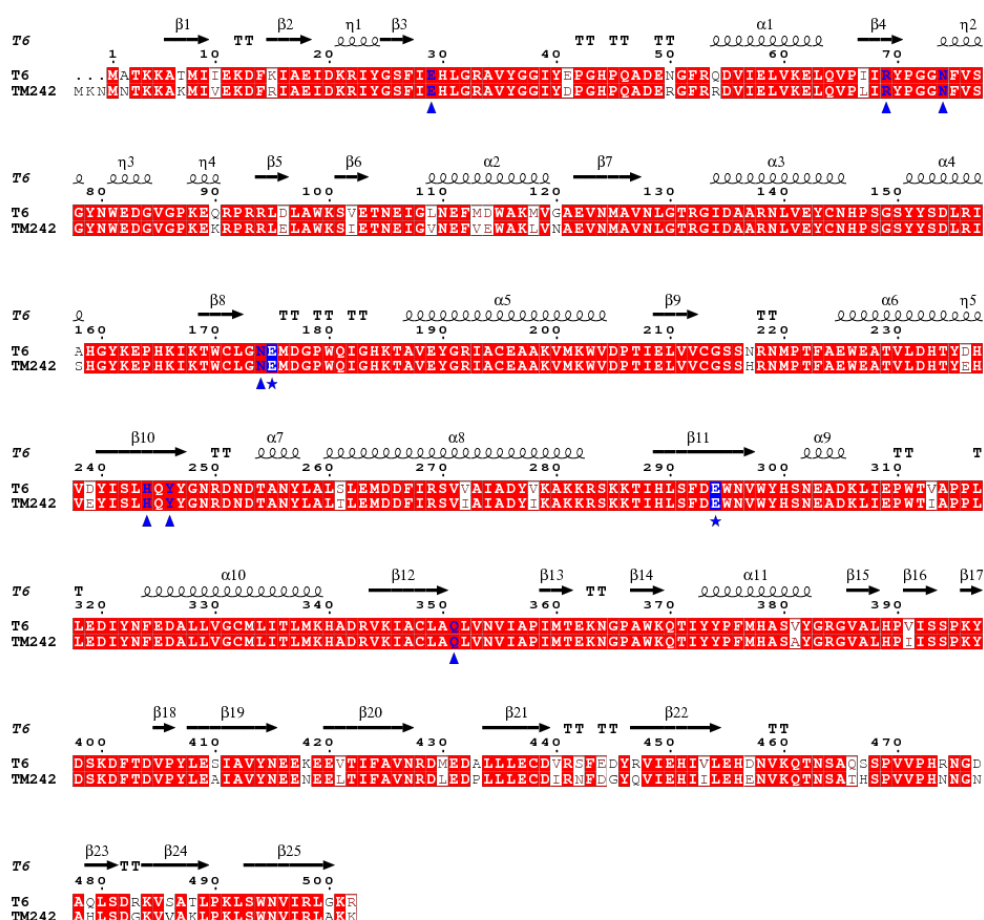 β1 TT β2 η1 β3 TT TT TT α1 β4 η2
T6
1 10 20 30 40 50 60 70
T6 ...MATKKATMIIEKDFKIAEIDKRIYGSFIEHLGRAVYGGIYEPGHPQADENGFRQDVIELVKELQVPIIRYPGGNFVS
TM242 MKNMNTKKAKMIVEKDFRIAEIDKRIYGSFIEHLGRAVYGGIYDPGHPQADERGFRRDVIELVKELQVPLIRYPGGNFVS
η3 η4 β5 β6 α2 β7 α3 α4
T6
80 90 100 110 120 130 140 150
T6 GYNWEDGVGPKEQRPRRLDLAWKSVETNEIGLNEFMDWAKMVGAEVNMAVNLGTRGIDAARNLVEYCNHPSGSYYSDLRI
TM242 GYNWEDGVGPKEKRPRRLELAWKSIETNEIGVNEFVEWAKLVNAEVNMAVNLGTRGIDAARNLVEYCNHPSGSYYSDLRI
β8 TT TT TT α5 β9 TT α6 η5
T6
160 170 180 190 200 210 220 230
T6 AHGYKEPHKIKTWCLGNEMDGPWQIGHKTAVEYGRIACEAAKVMKWVDPTIELVVCGSSNRNMPTFAEWEATVLDHTYDH
TM242 SHGYKEPHKIKTWCLGNEMDGPWQIGHKTAVEYGRIACEAAKVMKWVDPTIELVVCGSSHRNMPTFAEWEATVLDHTYEH
β10 TT α7 α8 β11 α9 TT T
T6
240 250 260 270 280 290 300 310
T6 VDYISLHQYYGNRDNDTANYLALSLEMDDFIRSVVAIADYVKAKKRSKKTIHLSFDEWNVWYHSNEADKLIEPWTVAPPL
TM242 VEYISLHQYYGNRDNDTANYLALTLEMDDFIRSVIAIADYIKAKKRSKKTIHLSFDEWNVWYHSNEADKLIEPWTIAPPL
T6 T α10 β12 β13 TT β14 α11 β15 β16 β17
320 330 340 350 360 370 380 390
T6 LEDIYNFEDALLVGCMLITLMKHADRVKIACLAQLVNVIAPIMTEKNGPAWKQTIYYPFMHASVYGRGVALHPVISSPKY
TM242 LEDIYNFEDALLVGCMLITLMKHADRVKIACLAQLVNVIAPIMTEKNGPAWKQTIYYPFMHASAYGRGVALHPIISSPKY
β18 β19 β20 β21 TT TT β22 TT
T6
400 410 420 430 440 450 460 470
T6 DSKDFTDVPYLESIAVYNEEKEEVTIFAVNRDMEDALLLECDVRSFEDYRVIEHIVLEHDNVKQTNSAQSSPVVPHRNGD
TM242 DSKDFTDVPYLEAIAVYNEENEELTIFAVNRDLEDPLLLECDIRNFDGYQVIEHIILEHDNVKQTNSATHSPVVPHNNGD
β23 TT β24 β25
T6
480 490 500
T6 AQLSDRKVSATLPKLSWNVIRLGKR
TM242 AHLSDGKVVAKLPKLSWNVIRLAKK